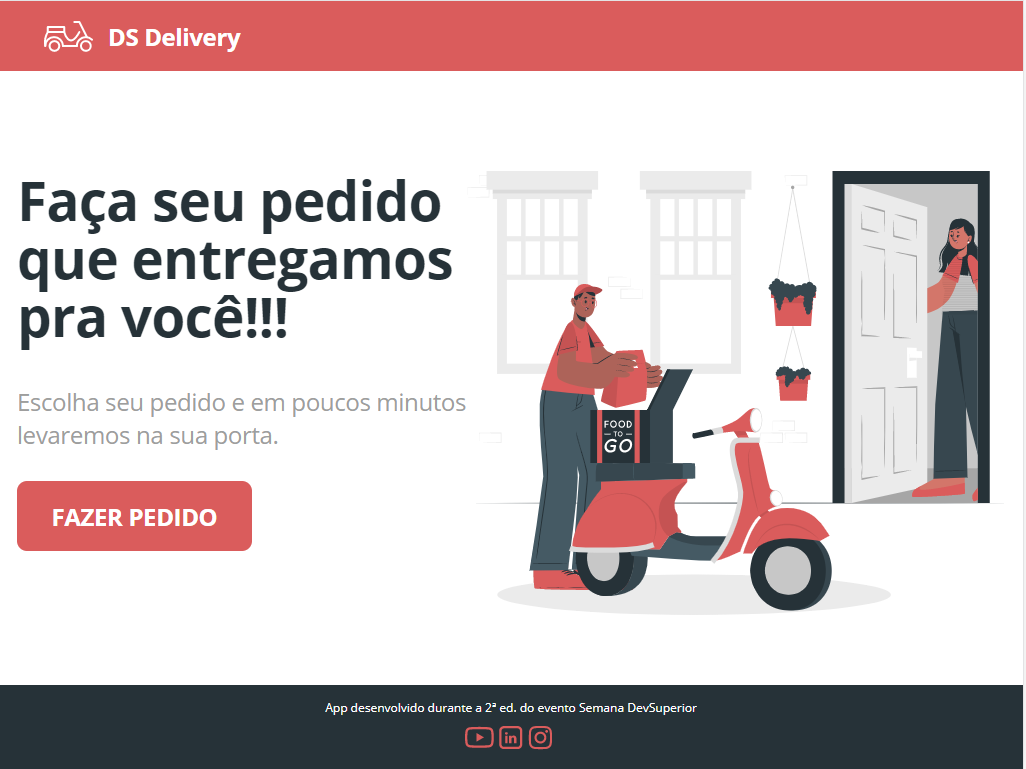 DS Delivery
Faça seu pedido
que entregamos
pra você!!!
Escolha seu pedido e em poucos minutos
levaremos na sua porta.
FAZER PEDIDO
FOOD
TO
GO
App desenvolvido durante a 2ª ed. do evento Semana DevSuperior
in